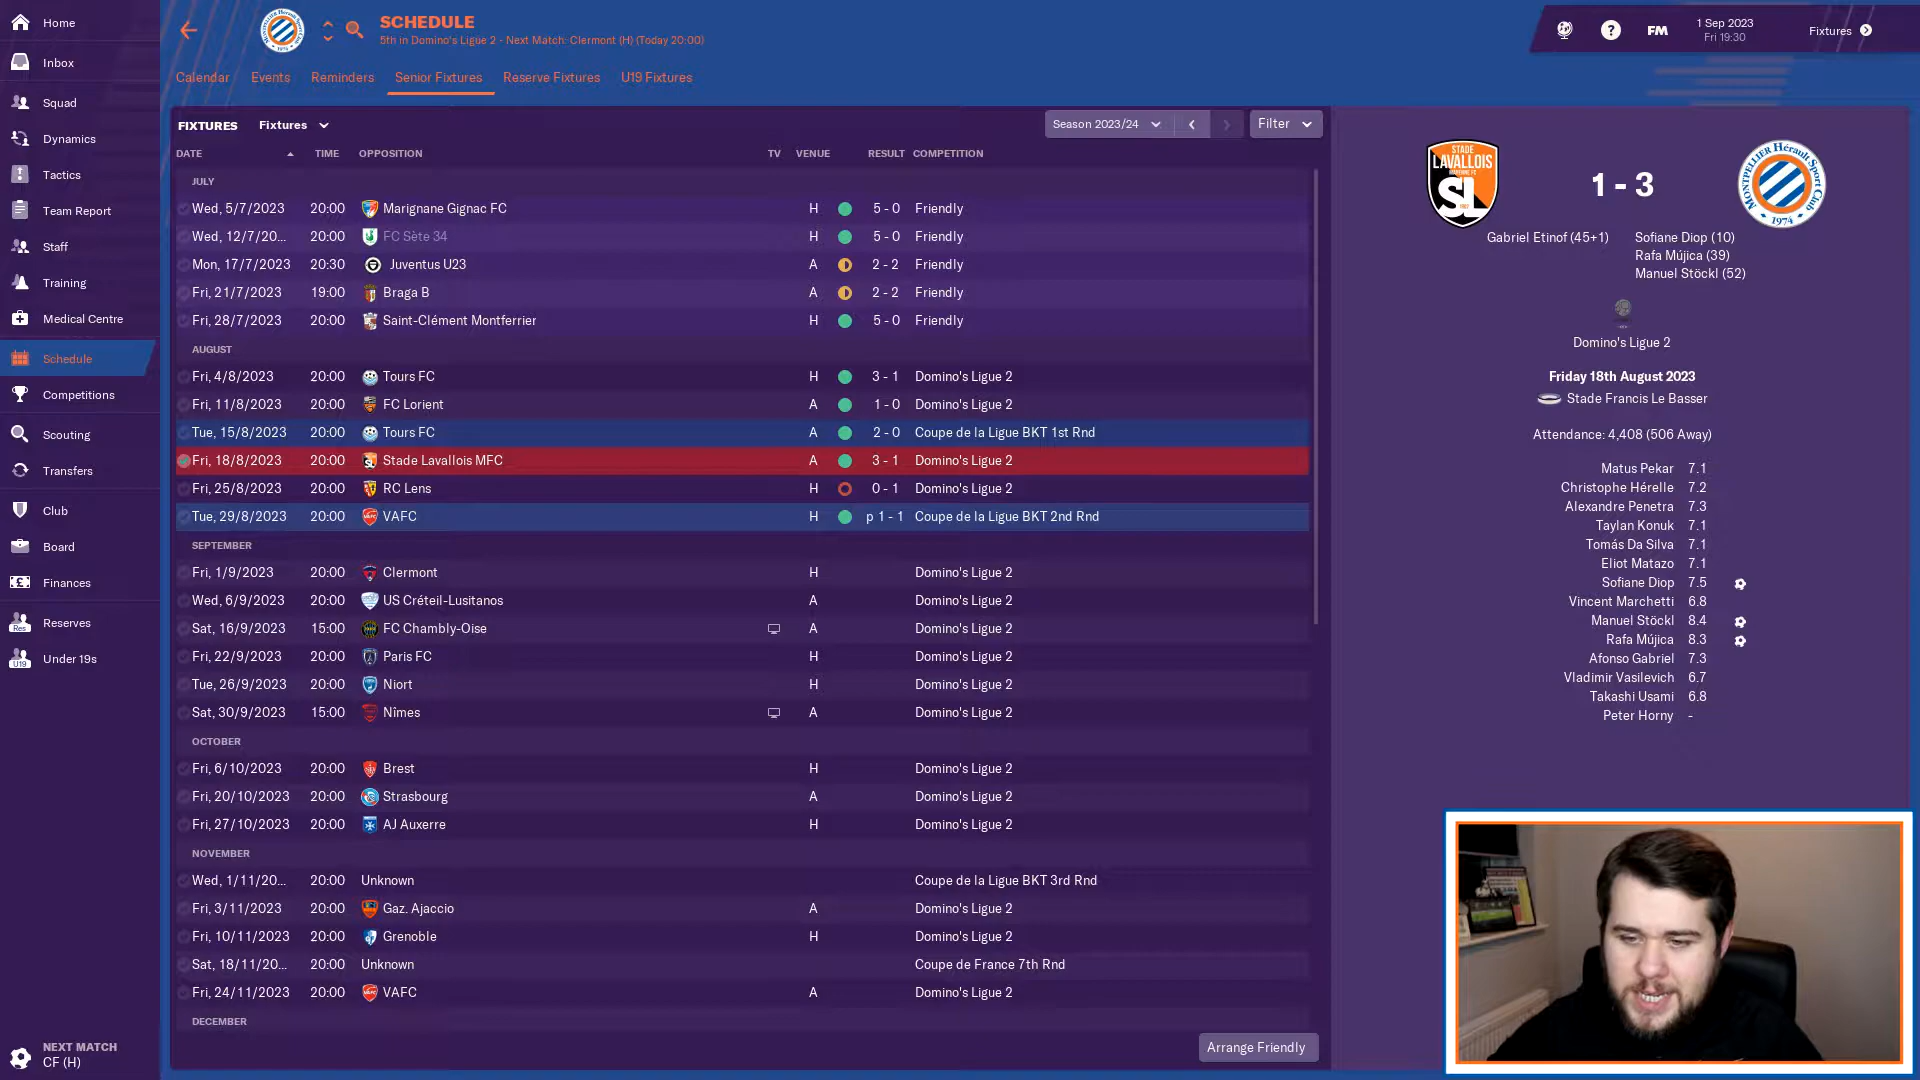 Home
Inbox
Squad
Dynamics
Tactics
Team Report
Staff
Training
Medical Centre
Schedule
Competitions
Scouting
Transfers
Club
Board
Finances
Reserves
Under 19s
NEXT MATCH
CF (H)
SCHEDULE
5th in Domino's Ligue 2 - Next Match: Clermont (H) (Today 20:00)
Calendar Events Reminders Senior Fixtures Reserve Fixtures U19 Fixtures
FM 1 Sep 2023 Fixtures
Fri 19:30
FIXTURES Fixtures Season 2023/24 Filter
DATE TIME OPPOSITION TV VENUE RESULT COMPETITION
JULY
Wed, 5/7/2023 20:00 Marignane Gignac FC H 5 - 0 Friendly
Wed, 12/7/20... 20:00 FC Sète 34 H 5 - 0 Friendly
Mon, 17/7/2023 20:30 Juventus U23 A 2 - 2 Friendly
Fri, 21/7/2023 19:00 Braga B A 2 - 2 Friendly
Fri, 28/7/2023 20:00 Saint-Clément Montferrier H 5 - 0 Friendly
AUGUST
Fri, 4/8/2023 20:00 Tours FC H 3 - 1 Domino's Ligue 2
Fri, 11/8/2023 20:00 FC Lorient A 1 - 0 Domino's Ligue 2
Tue, 15/8/2023 20:00 Tours FC A 2 - 0 Coupe de la Ligue BKT 1st Rnd
Fri, 18/8/2023 20:00 Stade Lavallois MFC A 3 - 1 Domino's Ligue 2
Fri, 25/8/2023 20:00 RC Lens H 0 - 1 Domino's Ligue 2
Tue, 29/8/2023 20:00 VAFC H p 1 - 1 Coupe de la Ligue BKT 2nd Rnd
SEPTEMBER
Fri, 1/9/2023 20:00 Clermont H Domino's Ligue 2
Wed, 6/9/2023 20:00 US Créteil-Lusitanos A Domino's Ligue 2
Sat, 16/9/2023 15:00 FC Chambly-Oise A Domino's Ligue 2
Fri, 22/9/2023 20:00 Paris FC H Domino's Ligue 2
Tue, 26/9/2023 20:00 Niort H Domino's Ligue 2
Sat, 30/9/2023 15:00 Nîmes A Domino's Ligue 2
OCTOBER
Fri, 6/10/2023 20:00 Brest H Domino's Ligue 2
Fri, 20/10/2023 20:00 Strasbourg A Domino's Ligue 2
Fri, 27/10/2023 20:00 AJ Auxerre H Domino's Ligue 2
NOVEMBER
Wed, 1/11/20... 20:00 Unknown Coupe de la Ligue BKT 3rd Rnd
Fri, 3/11/2023 20:00 Gaz. Ajaccio A Domino's Ligue 2
Fri, 10/11/2023 20:00 Grenoble H Domino's Ligue 2
Sat, 18/11/20... 20:00 Unknown Coupe de France 7th Rnd
Fri, 24/11/2023 20:00 VAFC A Domino's Ligue 2
DECEMBER
Arrange Friendly
STADE
LAVALLOIS
SL
1 - 3
MONTPELLIER Hérault Sport Club
1974
Gabriel Etinof (45+1) Sofiane Diop (10)
Rafa Mújica (39)
Manuel Stöckl (52)
Domino's Ligue 2
Friday 18th August 2023
Stade Francis Le Basser
Attendance: 4,408 (506 Away)
Matus Pekar 7.1
Christophe Hérelle 7.2
Alexandre Penetra 7.3
Taylan Konuk 7.1
Tomás Da Silva 7.1
Eliot Matazo 7.1
Sofiane Diop 7.5
Vincent Marchetti 6.8
Manuel Stöckl 8.4
Rafa Mújica 8.3
Afonso Gabriel 7.3
Vladimir Vasilevich 6.7
Takashi Usami 6.8
Peter Horny -